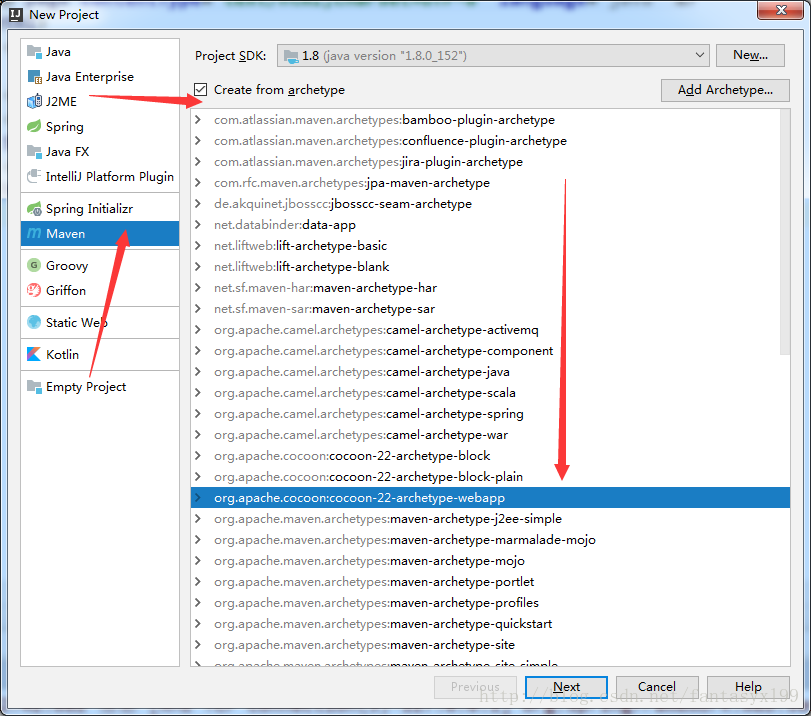 New Project
Java
Java Enterprise
J2ME
Spring
Java FX
IntelliJ Platform Plugin
Spring Initializr
Maven
Groovy
Griffon
Static Web
Kotlin
Empty Project
Project SDK: 1.8 (java version "1.8.0_152") New...
Create from archetype Add Archetype...
com.atlassian.maven.archetypes:bamboo-plugin-archetype
com.atlassian.maven.archetypes:confluence-plugin-archetype
com.atlassian.maven.archetypes:jira-plugin-archetype
com.rfc.maven.archetypes:jpa-maven-archetype
de.akquinet.jbosscc:jbosscc-seam-archetype
net.databinder:data-app
net.liftweb:lift-archetype-basic
net.liftweb:lift-archetype-blank
net.sf.maven-har:maven-archetype-har
net.sf.maven-sar:maven-archetype-sar
org.apache.camel.archetypes:camel-archetype-activemq
org.apache.camel.archetypes:camel-archetype-component
org.apache.camel.archetypes:camel-archetype-java
org.apache.camel.archetypes:camel-archetype-scala
org.apache.camel.archetypes:camel-archetype-spring
org.apache.camel.archetypes:camel-archetype-war
org.apache.cocoon:cocoon-22-archetype-block
org.apache.cocoon:cocoon-22-archetype-block-plain
org.apache.cocoon:cocoon-22-archetype-webapp
org.apache.maven.archetypes:maven-archetype-j2ee-simple
org.apache.maven.archetypes:maven-archetype-marmalade-mojo
org.apache.maven.archetypes:maven-archetype-mojo
org.apache.maven.archetypes:maven-archetype-portlet
org.apache.maven.archetypes:maven-archetype-profiles
org.apache.maven.archetypes:maven-archetype-quickstart
org.apache.maven.archetypes:maven-archetype-site
org.apache.maven.archetypes:maven-archetype-site-simple
Previous Next Cancel Help